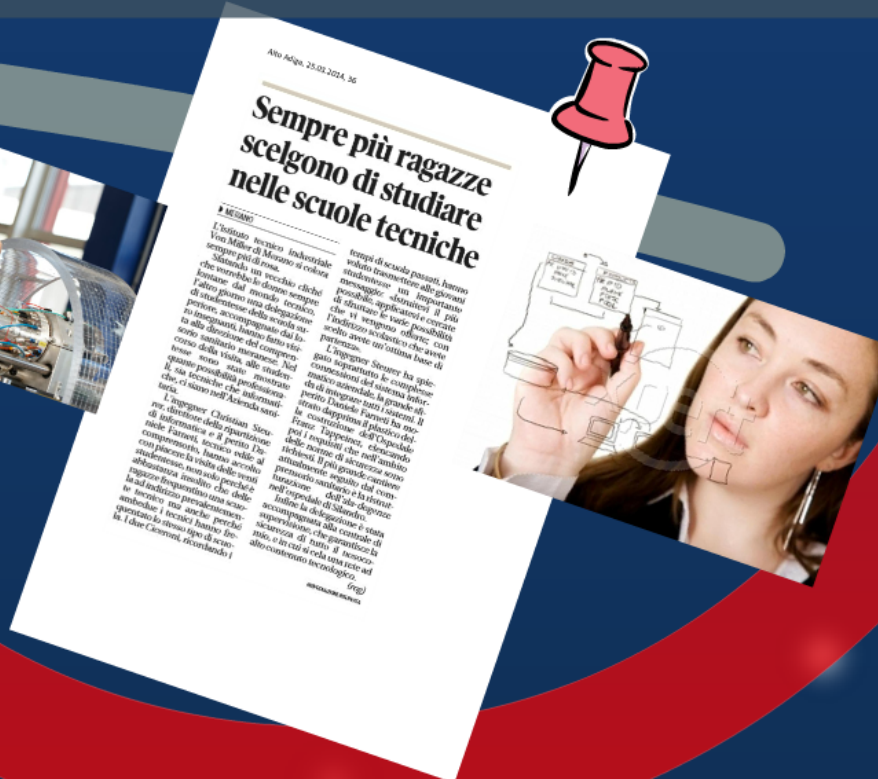 Alto Adige, 25.01.2014, 36
Sempre più ragazze
scelgono di studiare
nelle scuole tecniche
MERANO
L'istituto tecnico industriale
Von Miller di Merano si colora
sempre più di rosa.
Sfatando un vecchio cliché
che vorrebbe le donne sempre
lontane dal mondo tecnico,
l'altro giorno una delegazione
di studentesse della scuola su-
periore, accompagnate dai lo-
ro insegnanti, hanno fatto visi-
ta alla direzione del compren-
sorio sanitario meranese. Nel
corso della visita, alle studen-
tesse sono state mostrate
quante possibilità professiona-
li, sia tecniche che informati-
che, ci siano nell'Azienda sani-
taria.
L'ingegner Christian Steu-
rer, direttore della ripartizione
di informatica e il perito Da-
niele Farneti, tecnico edile al
comprensorio, hanno accolto
con piacere la visita delle venti
studentesse, non solo perché è
abbastanza insolito che delle
ragazze frequentino una scuo-
la ad indirizzo prevalentemen-
te tecnico ma anche perché
ambedue i tecnici hanno fre-
quentato lo stesso tipo di scuo-
la. I due Ciceroni, ricordando i
tempi di scuola passati, hanno
voluto trasmettere alle giovani
studentesse un importante
messaggio: «Istruitevi il più
possibile, applicatevi e cercate
di sfruttare le varie possibilità
che vi vengono offerte; con
l'indirizzo scolastico che avete
scelto avete un'ottima base di
partenza».
L'ingegner Steurer ha spie-
gato soprattutto le complesse
connessioni del sistema infor-
matico aziendale, la grande sfi-
da di integrare tutti i sistemi. Il
perito Daniele Farneti ha mo-
strato dapprima il plastico del-
la costruzione dell'Ospedale
Franz Tappeiner, elencando
poi i requisiti che nell'ambito
delle norme di sicurezza sono
richiesti. Il più grande cantiere
attualmente seguito dal com-
prensorio sanitario è la ristrut-
turazione dell'ala-degenze
nell'ospedale di Silandro.
Infine la delegazione è stata
accompagnata alla centrale di
supervisione, che garantisce la
sicurezza di tutto il nosoco-
mio, e in cui si cela una rete ad
alto contenuto tecnologico.
(reg)